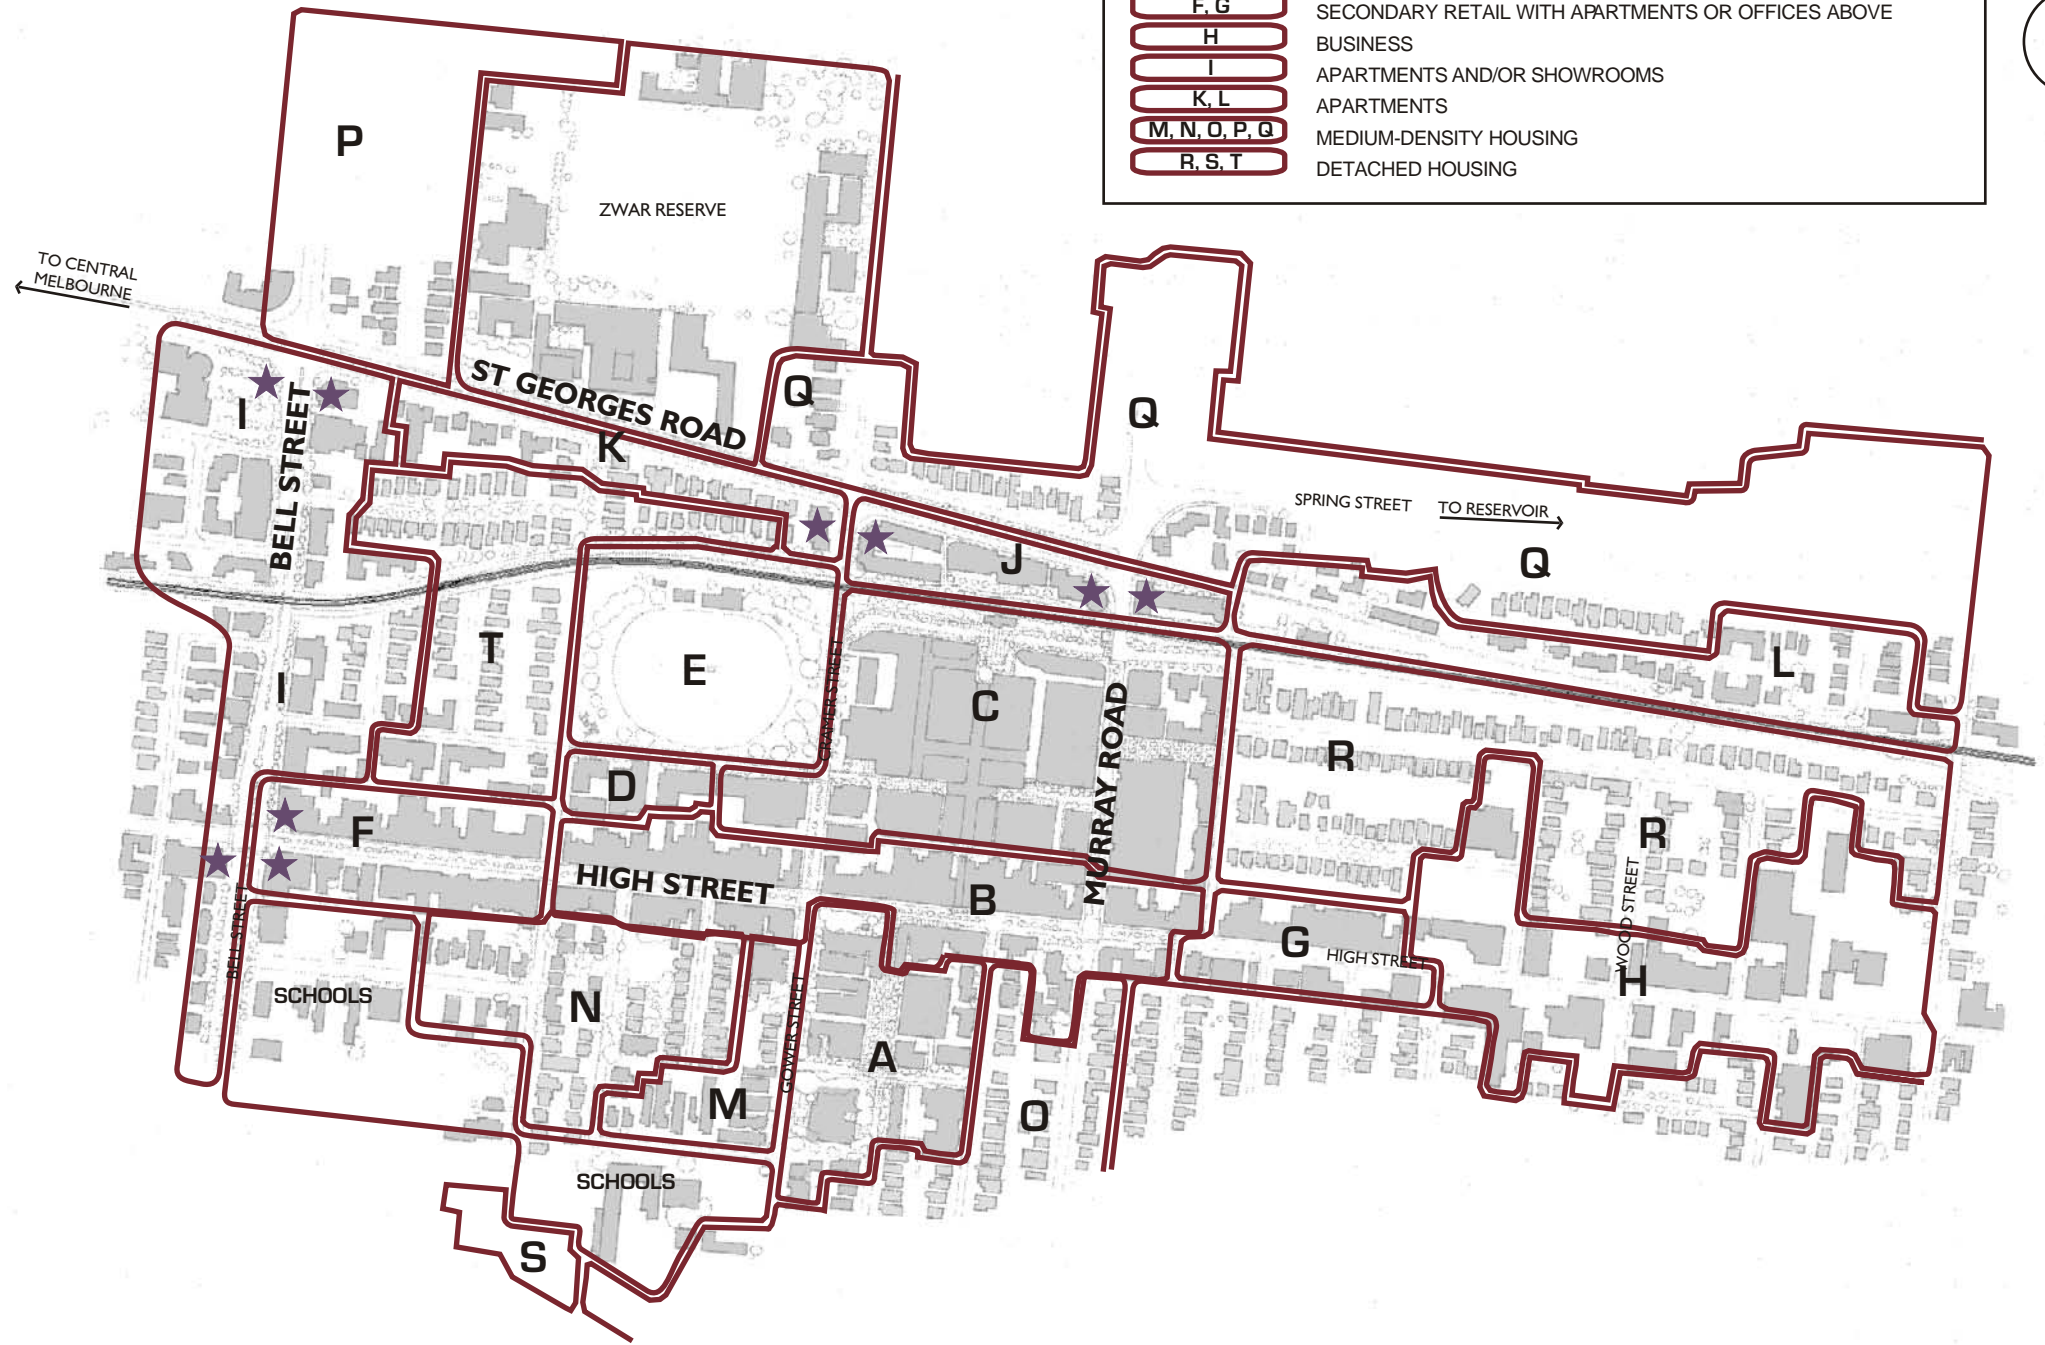 F, G
SECONDARY RETAIL WITH APARTMENTS OR OFFICES ABOVE
H
BUSINESS
I
APARTMENTS AND/OR SHOWROOMS
K, L
APARTMENTS
M, N, O, P, Q
MEDIUM-DENSITY HOUSING
R, S, T
DETACHED HOUSING
P
ZWAR RESERVE
TO CENTRAL
MELBOURNE
ST GEORGES ROAD
Q
Q
I
BELL STREET
K
SPRING STREET
TO RESERVOIR
J
Q
T
E
CRAMER STREET
C
MURRAY ROAD
L
I
R
D
F
R
HIGH STREET
B
WOOD STREET
BELL STREET
G
HIGH STREET
H
SCHOOLS
N
GOWER STREET
A
M
O
SCHOOLS
S